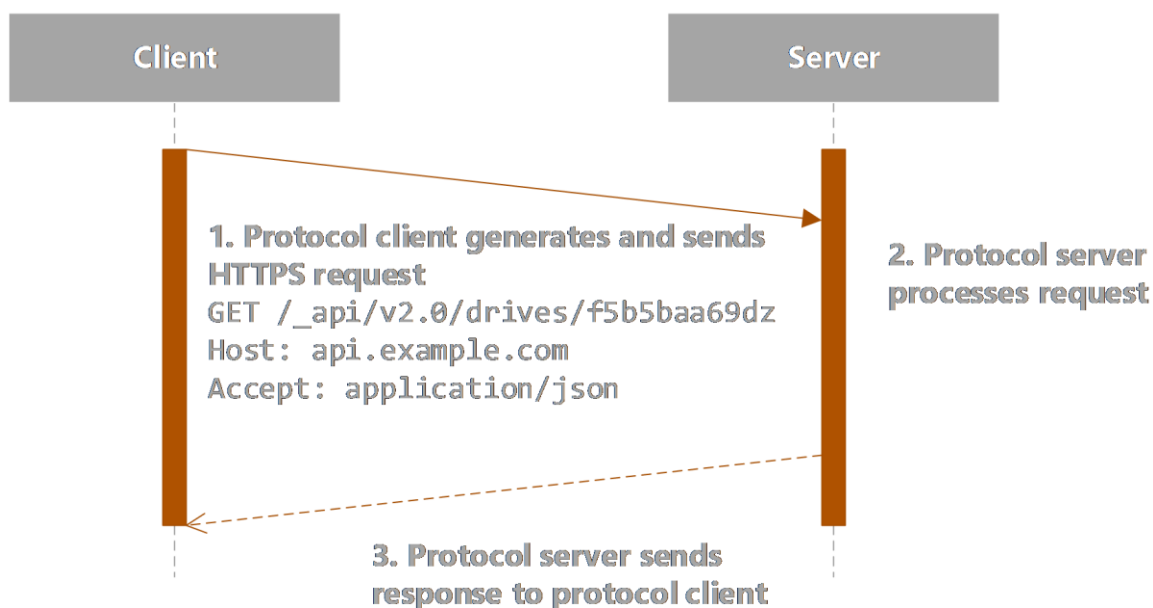 Client
Server
1. Protocol client generates and sends
HTTPS request
GET /_api/v2.0/drives/f5b5baa69dz
Host: api.example.com
Accept: application/json
2. Protocol server
processes request
3. Protocol server sends
response to protocol client